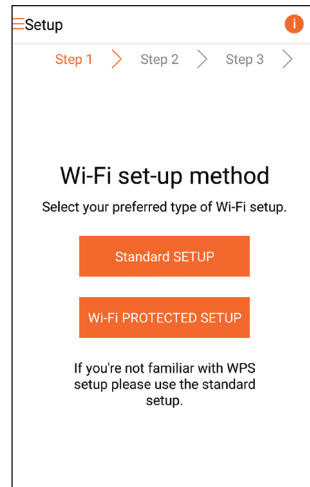 Setup
i
Step 1 Step 2 Step 3
Wi-Fi set-up method
Select your preferred type of Wi-Fi setup.
Standard SETUP
Wi-Fi PROTECTED SETUP
If you're not familiar with WPS
setup please use the standard
setup.